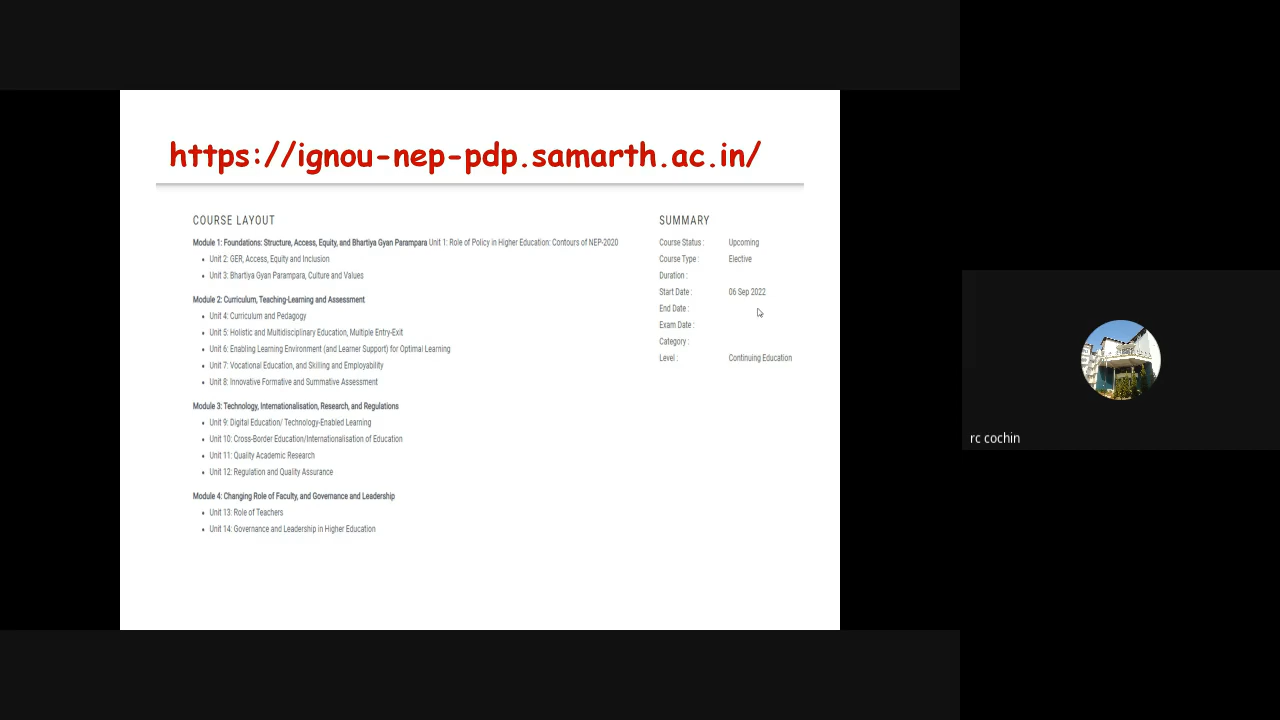 https://ignou-nep-pdp.samarth.ac.in/
COURSE LAYOUT
Module 1: Foundations: Structure, Access, Equity, and Bhartiya Gyan Parampara Unit 1: Role of Policy in Higher Education: Contours of NEP-2020
• Unit 2: GER, Access, Equity and Inclusion
• Unit 3: Bhartiya Gyan Parampara, Culture and Values
Module 2: Curriculum, Teaching-Learning and Assessment
• Unit 4: Curriculum and Pedagogy
• Unit 5: Holistic and Multidisciplinary Education, Multiple Entry-Exit
• Unit 6: Enabling Learning Environment (and Learner Support) for Optimal Learning
• Unit 7: Vocational Education, and Skilling and Employability
• Unit 8: Innovative Formative and Summative Assessment
Module 3: Technology, Internationalisation, Research, and Regulations
• Unit 9: Digital Education/ Technology-Enabled Learning
• Unit 10: Cross-Border Education/Internationalisation of Education
• Unit 11: Quality Academic Research
• Unit 12: Regulation and Quality Assurance
Module 4: Changing Role of Faculty, and Governance and Leadership
• Unit 13: Role of Teachers
• Unit 14: Governance and Leadership in Higher Education
SUMMARY
Course Status : Upcoming
Course Type : Elective
Duration :
Start Date : 06 Sep 2022
End Date :
Exam Date :
Category :
Level : Continuing Education
rc cochin